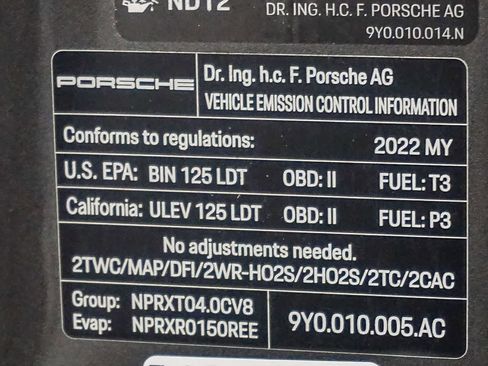 ND12
DR. ING. H.C. F. PORSCHE AG
9Y0.010.014.N
PORSCHE
Dr. Ing. h.c. F. Porsche AG
VEHICLE EMISSION CONTROL INFORMATION
Conforms to regulations: 2022 MY
U.S. EPA: BIN 125 LDT OBD: II FUEL: T3
California: ULEV 125 LDT OBD: II FUEL: P3
No adjustments needed.
2TWC/MAP/DFI/2WR-HO2S/2HO2S/2TC/2CAC
Group: NPRXT04.0CV8
Evap: NPRXR0150REE
9Y0.010.005.AC